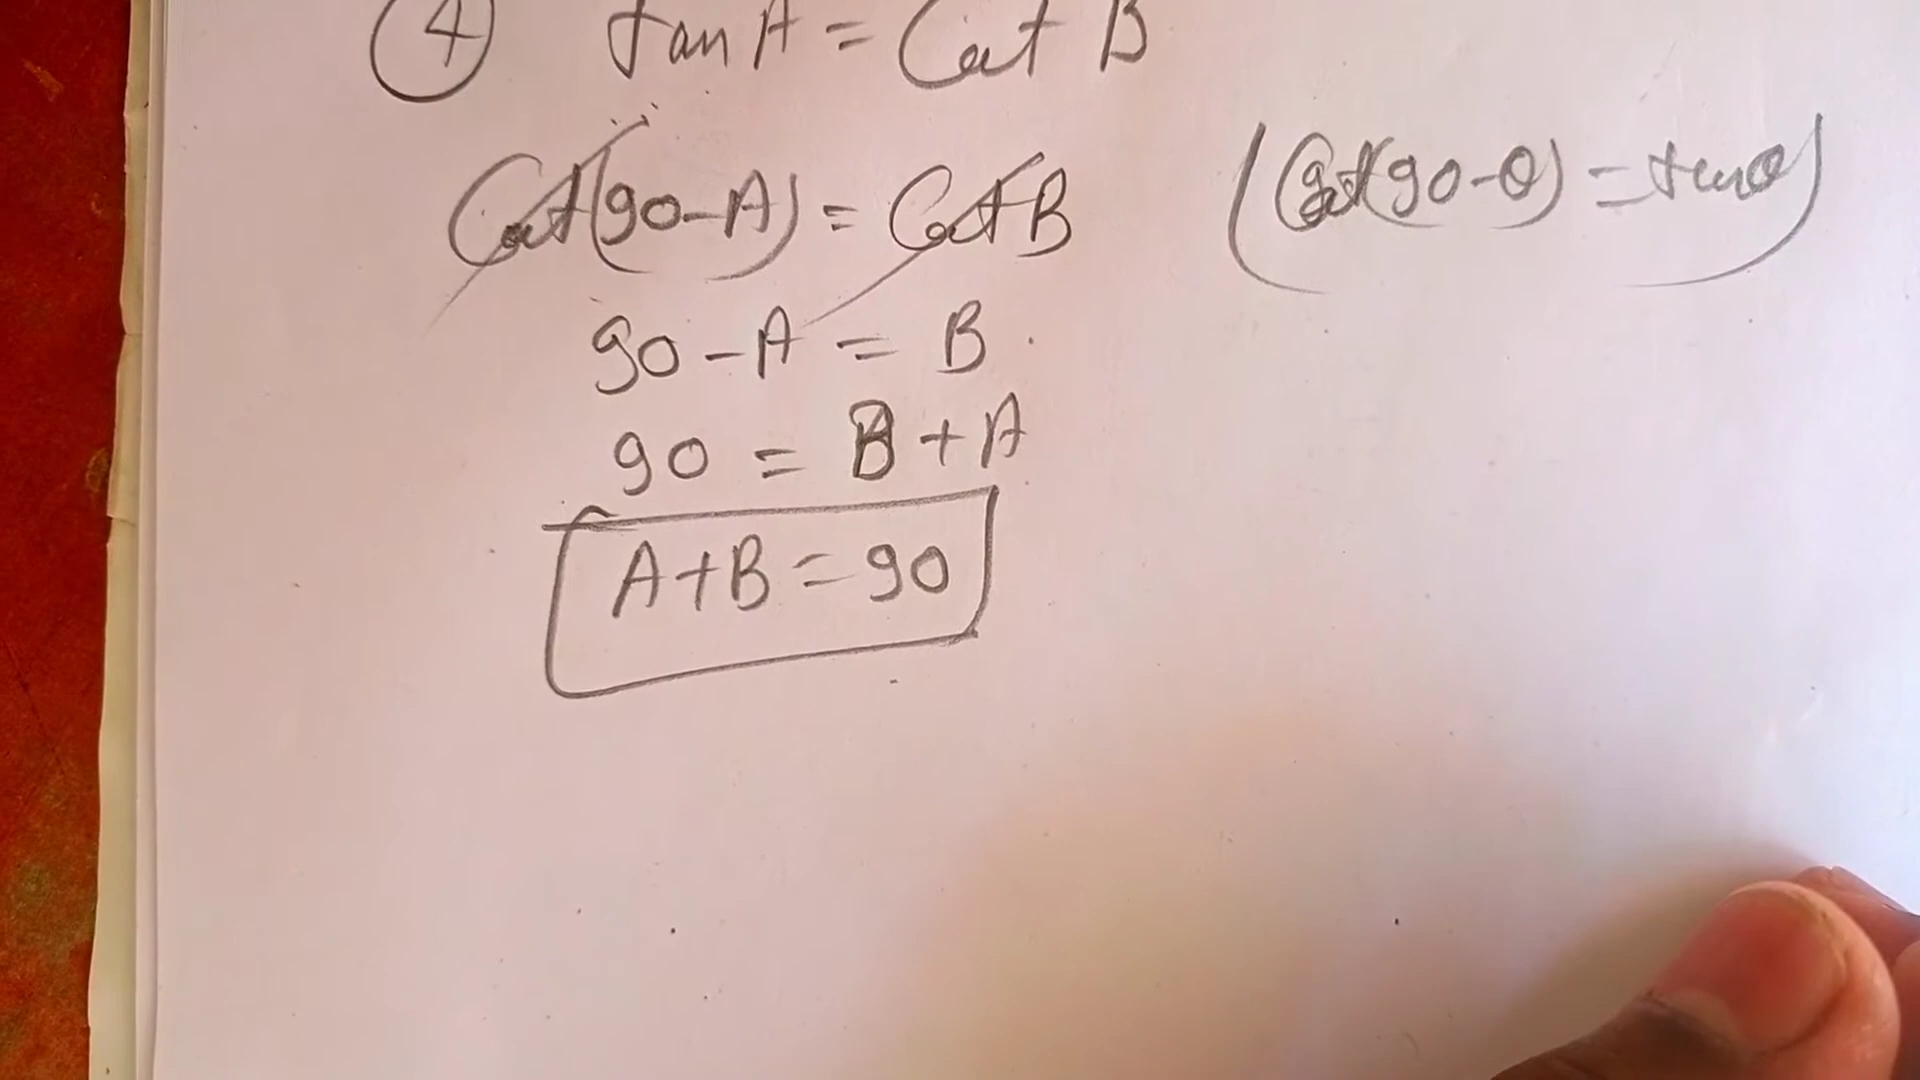 ④ tan A = Cot B
Cot(90-A) = Cot B (Cot(90-θ) = tanθ)
90 - A = B
90 = B + A
A+B = 90